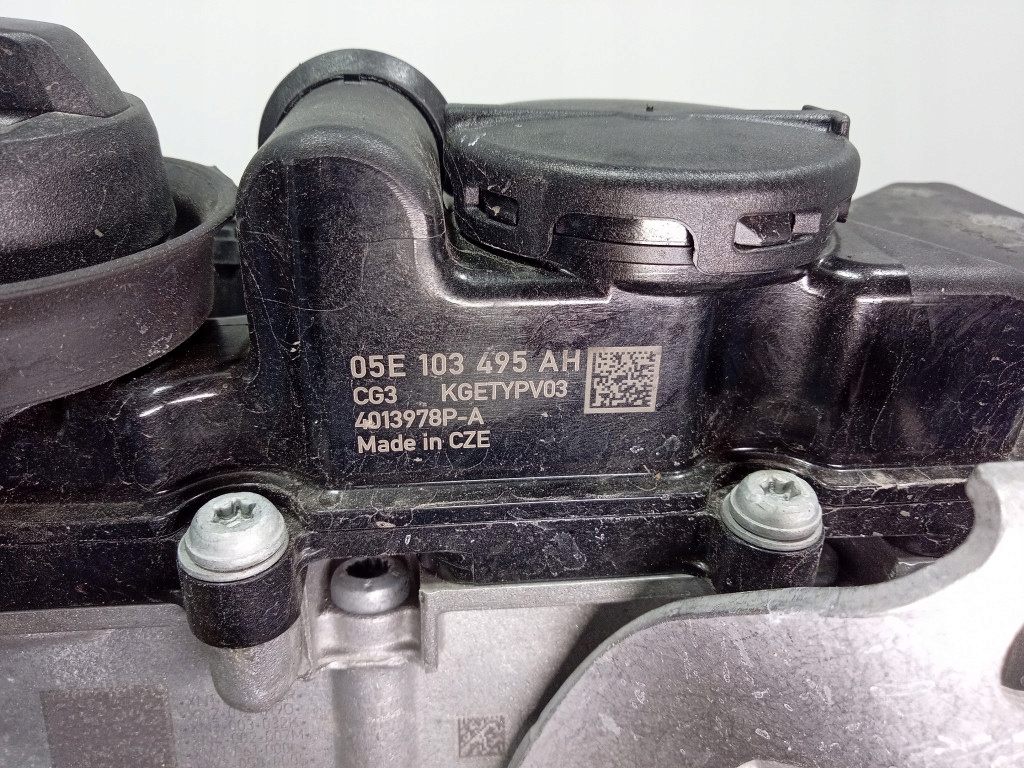 05E 103 495 AH
CG3 KGETYPV03
4013978P-A
Made in CZE